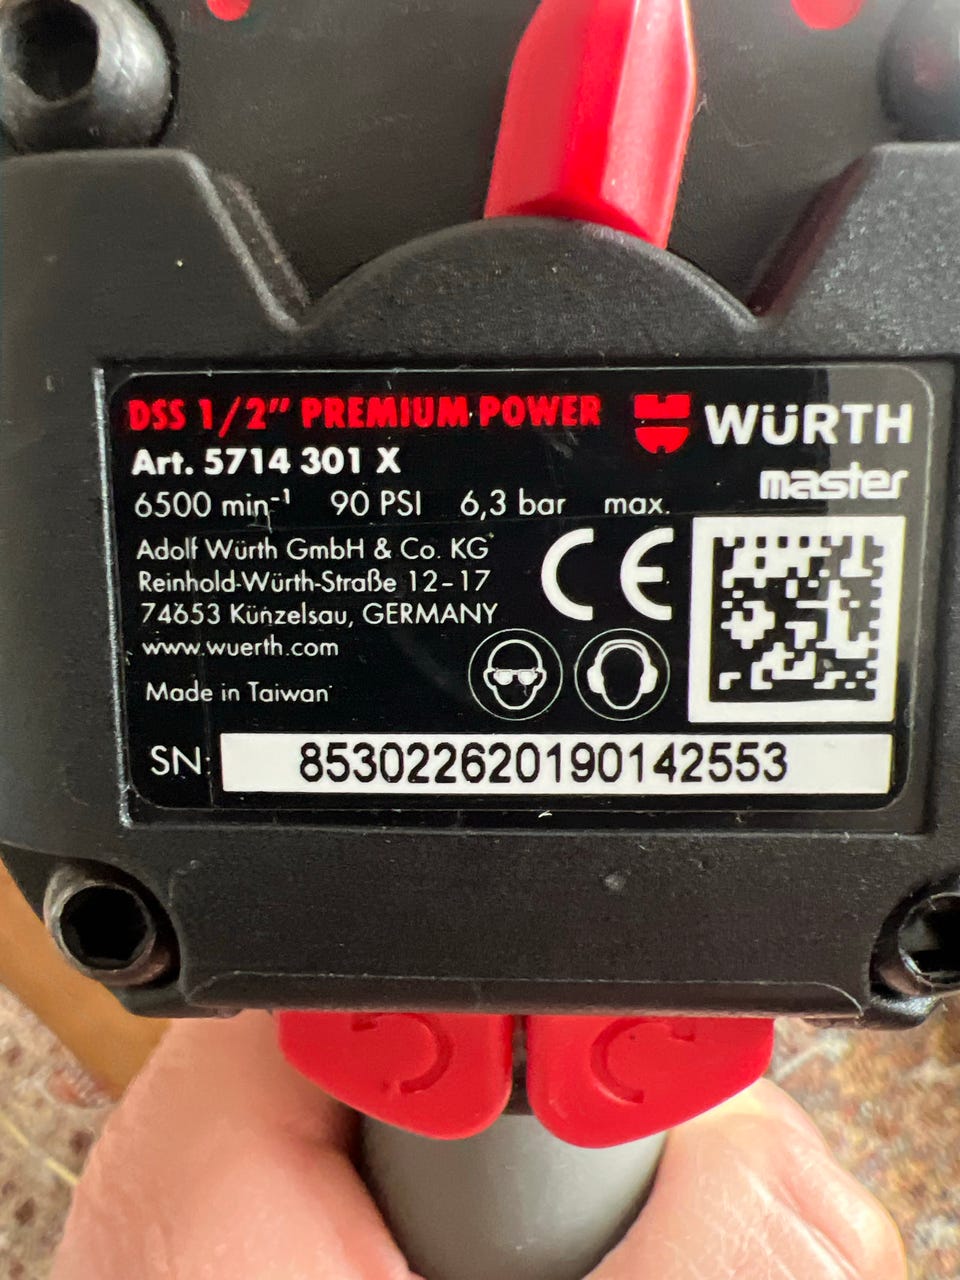 DSS 1/2" PREMIUM POWER
WÜRTH
master
Art. 5714 301 X
6500 min⁻¹ 90 PSI 6,3 bar max.
Adolf Würth GmbH & Co. KG
Reinhold-Würth-Straße 12-17
74653 Künzelsau, GERMANY
www.wuerth.com
CE
Made in Taiwan
SN: 853022620190142553